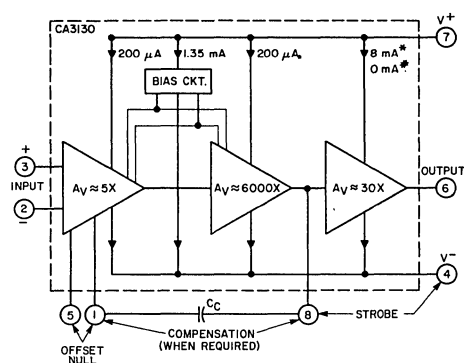 CA3130
V+
7
200 μA
1.35 mA
200 μA.
8 mA*
0 mA#
BIAS CKT.
+
3
INPUT
2
−
AV ≈ 5X
AV ≈ 6000X
AV ≈ 30X
OUTPUT
6
V−
4
CC
5
1
8
STROBE
OFFSET
NULL
COMPENSATION
(WHEN REQUIRED)